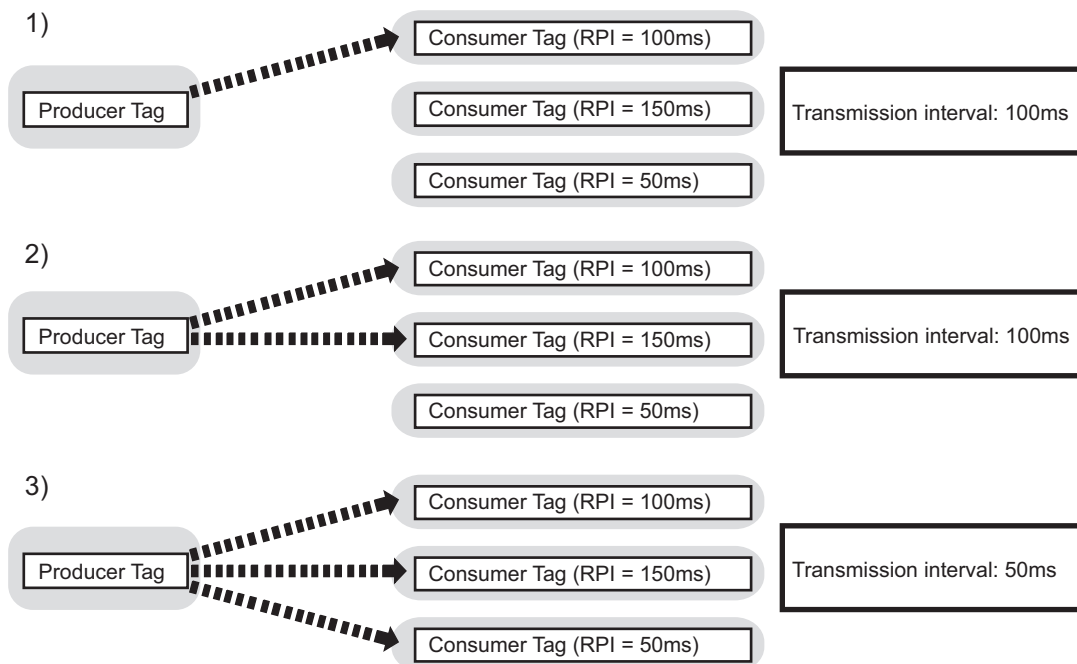 1)
Producer Tag
Consumer Tag (RPI = 100ms)
Consumer Tag (RPI = 150ms)
Consumer Tag (RPI = 50ms)
Transmission interval: 100ms
2)
Producer Tag
Consumer Tag (RPI = 100ms)
Consumer Tag (RPI = 150ms)
Consumer Tag (RPI = 50ms)
Transmission interval: 100ms
3)
Producer Tag
Consumer Tag (RPI = 100ms)
Consumer Tag (RPI = 150ms)
Consumer Tag (RPI = 50ms)
Transmission interval: 50ms